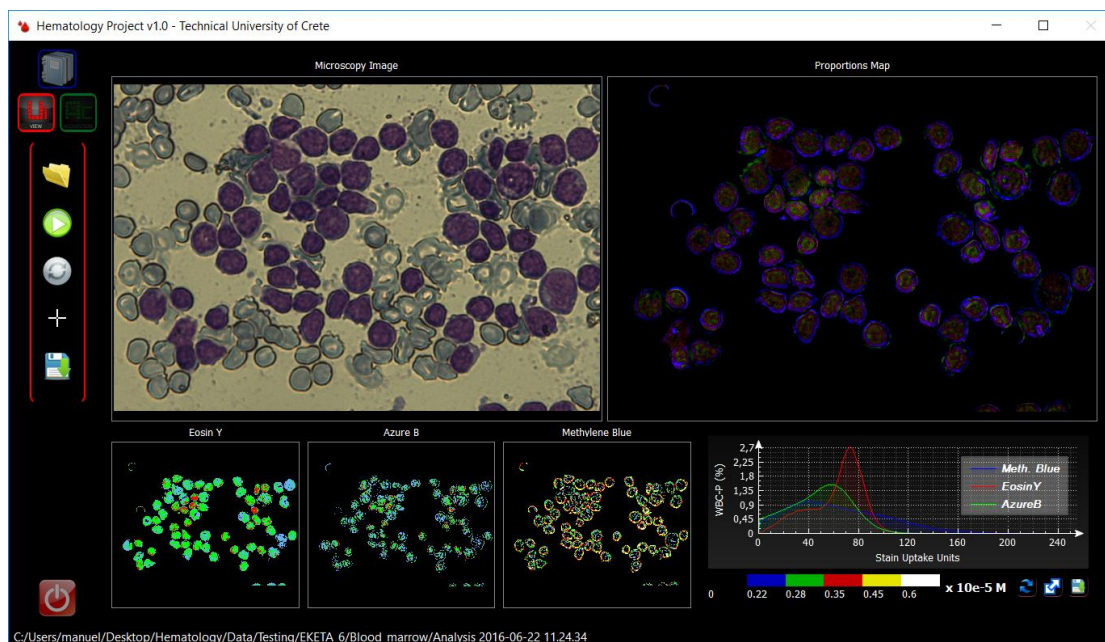 Hematology Project v1.0 - Technical University of Crete
Microscopy Image
Proportions Map
VIEW
Eosin Y
Azure B
Methylene Blue
WBC-P (%)
2,7
2,25
1,8
1,35
0,9
0,45
0
Meth. Blue
EosinY
AzureB
0 40 80 120 160 200 240
Stain Uptake Units
0 0.22 0.28 0.35 0.45 0.6 x 10e-5 M
C:/Users/manuel/Desktop/Hematology/Data/Testing/EKETA_6/Blood_marrow/Analysis 2016-06-22 11.24.34